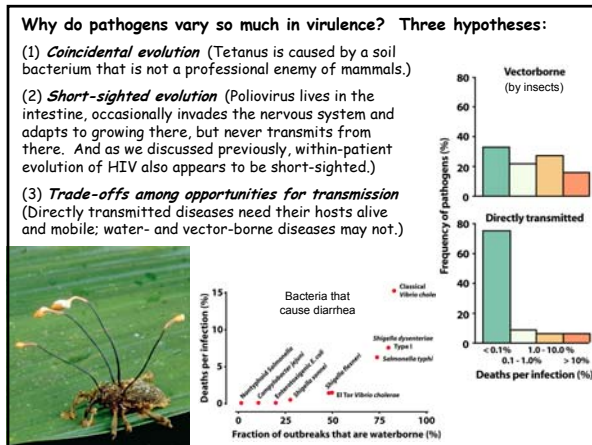 Why do pathogens vary so much in virulence? Three hypotheses:
(1) Coincidental evolution (Tetanus is caused by a soil
bacterium that is not a professional enemy of mammals.)
(2) Short-sighted evolution (Poliovirus lives in the
intestine, occasionally invades the nervous system and
adapts to growing there, but never transmits from
there. And as we discussed previously, within-patient
evolution of HIV also appears to be short-sighted.)
(3) Trade-offs among opportunities for transmission
(Directly transmitted diseases need their hosts alive
and mobile; water- and vector-borne diseases may not.)
Vectorborne
(by insects)
80
60
40
20
0
Frequency of pathogens (%)
Directly transmitted
80
60
40
20
0
< 0.1%
0.1 - 1.0%
1.0 - 10.0 %
> 10%
Deaths per infection (%)
Bacteria that
cause diarrhea
Deaths per infection (%)
15
10
5
0
Classical
Vibrio choler
Shigella dysenteriae
Type I
Salmonella typhi
Nontyphoid Salmonella
Campylobacter jejuni
Enterotoxigenic E. coli
Shigella sonnei
Shigella flexneri
El Tor Vibrio cholerae
0
25
50
75
100
Fraction of outbreaks that are waterborne (%)